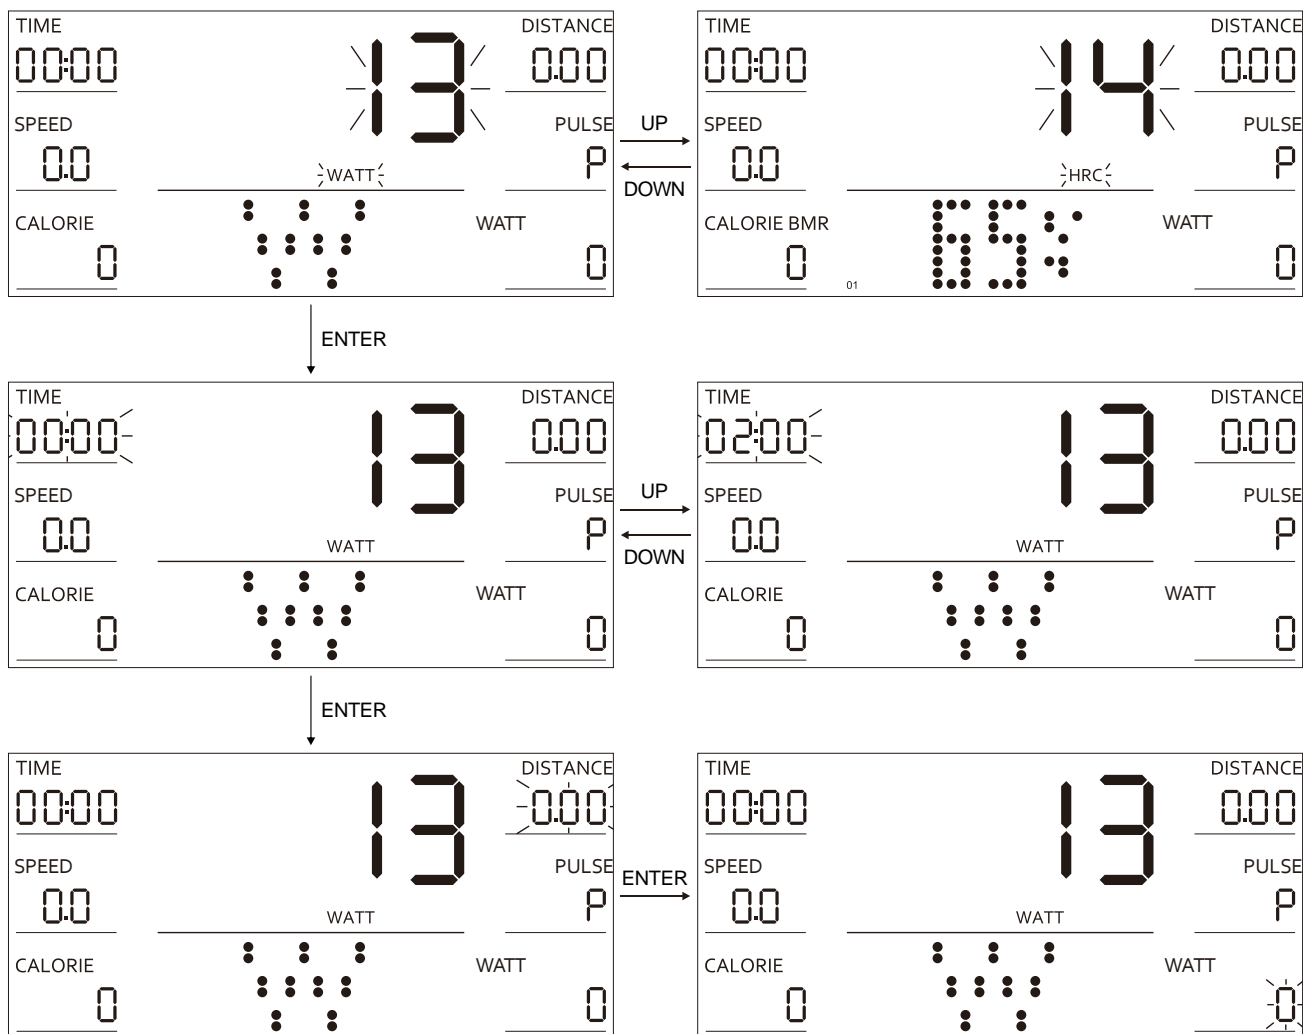 TIME DISTANCE
00:00 13 0.00
SPEED PULSE
0.0 P
WATT
CALORIE W WATT
0 0
UP
DOWN
TIME DISTANCE
00:00 14 0.00
SPEED PULSE
0.0 P
HRC
CALORIE BMR 65% WATT
0 0
01
ENTER
TIME DISTANCE
00:00 13 0.00
SPEED PULSE
0.0 P
WATT
CALORIE W WATT
0 0
UP
DOWN
TIME DISTANCE
02:00 13 0.00
SPEED PULSE
0.0 P
WATT
CALORIE W WATT
0 0
ENTER
TIME DISTANCE
00:00 13 0.00
SPEED PULSE
0.0 P
WATT
CALORIE W WATT
0 0
ENTER
TIME DISTANCE
00:00 13 0.00
SPEED PULSE
0.0 P
WATT
CALORIE W WATT
0 0